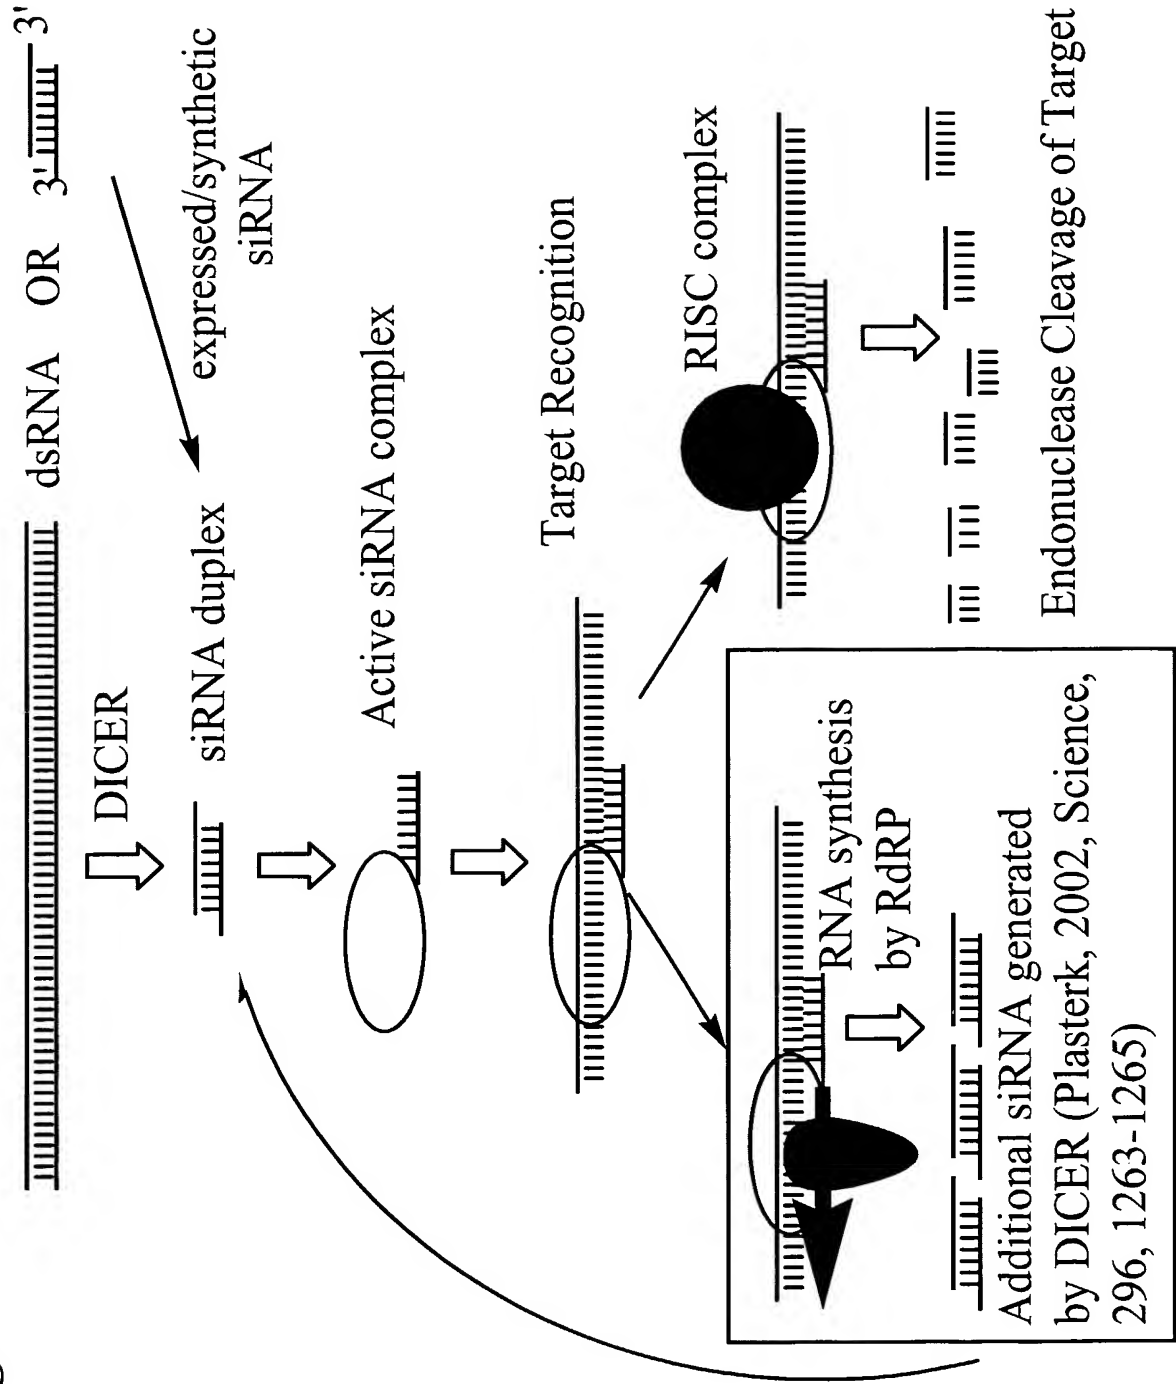 dsRNA OR 3' 3'
DICER
siRNA duplex
expressed/synthetic
siRNA
Active siRNA complex
Target Recognition
RISC complex
RNA synthesis
by RdRP
Additional siRNA generated
by DICER (Plasterk, 2002, Science,
296, 1263-1265)
Endonuclease Cleavage of Target